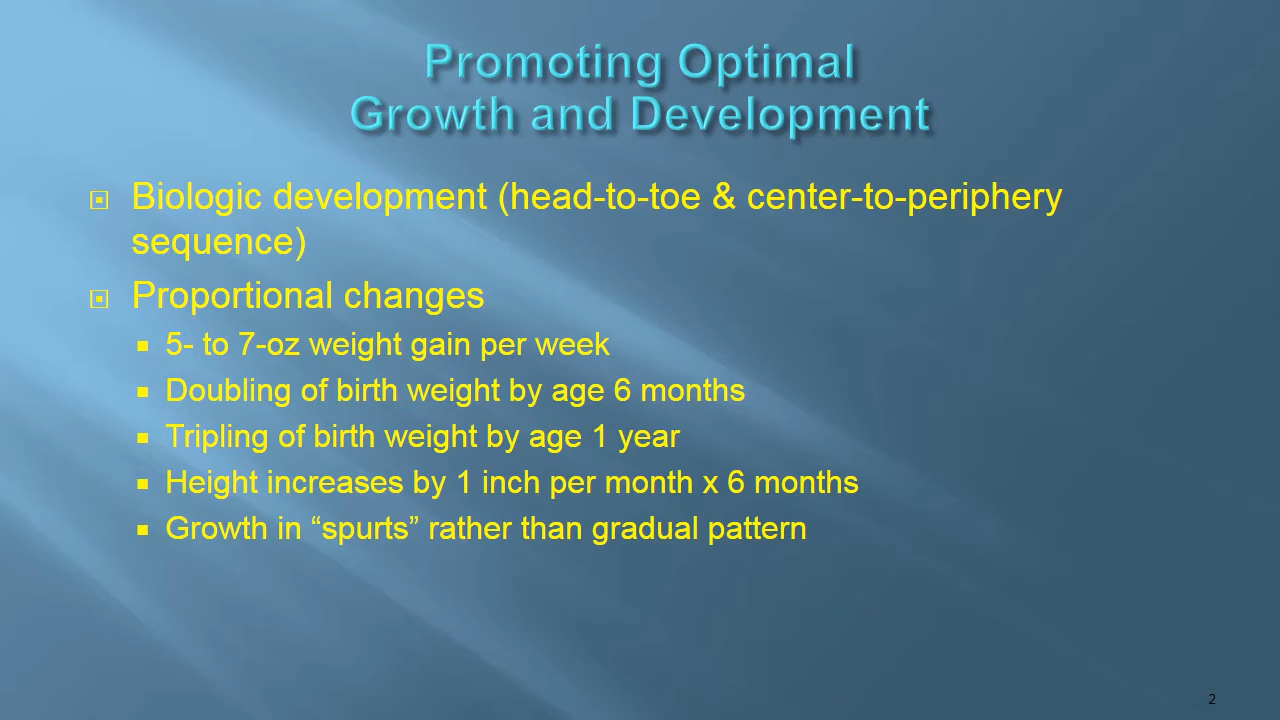 Promoting Optimal
Growth and Development
Biologic development (head-to-toe & center-to-periphery
sequence)
Proportional changes
5- to 7-oz weight gain per week
Doubling of birth weight by age 6 months
Tripling of birth weight by age 1 year
Height increases by 1 inch per month x 6 months
Growth in “spurts” rather than gradual pattern
2